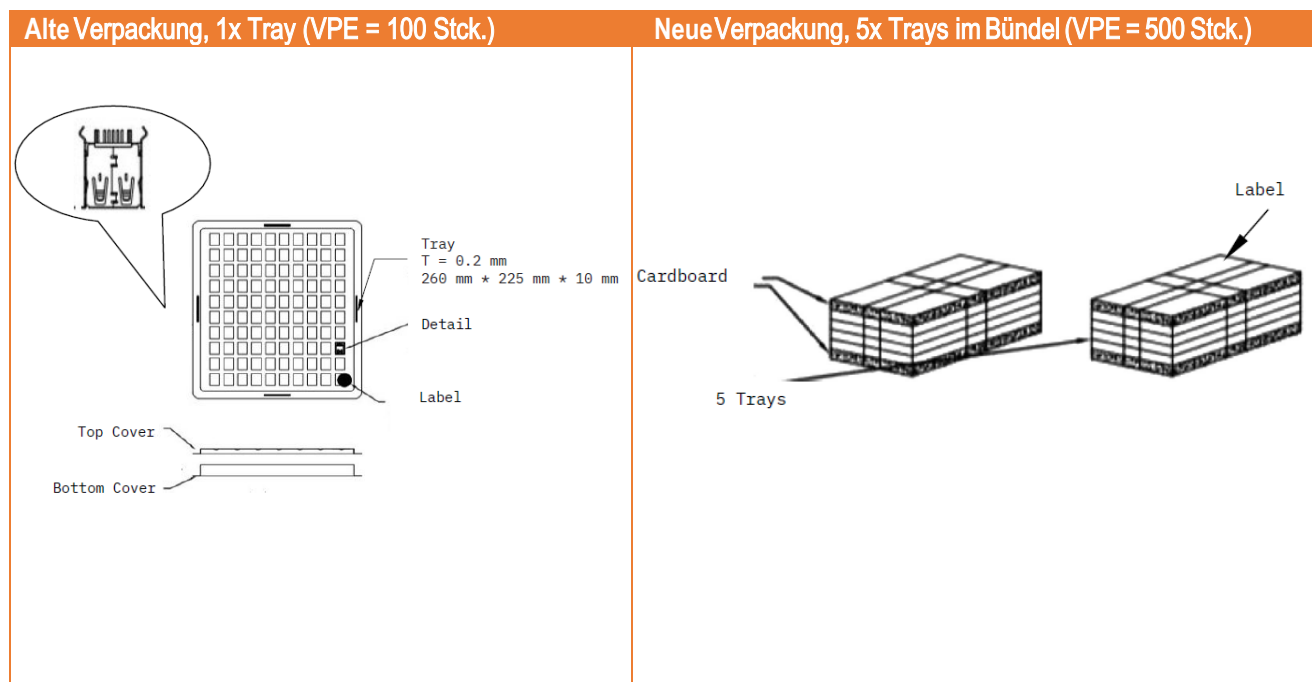 Alte Verpackung, 1x Tray (VPE = 100 Stck.)
Neue Verpackung, 5x Trays im Bündel (VPE = 500 Stck.)
Tray
T = 0.2 mm
260 mm * 225 mm * 10 mm
Detail
Label
Top Cover
Bottom Cover
Label
Cardboard
5 Trays